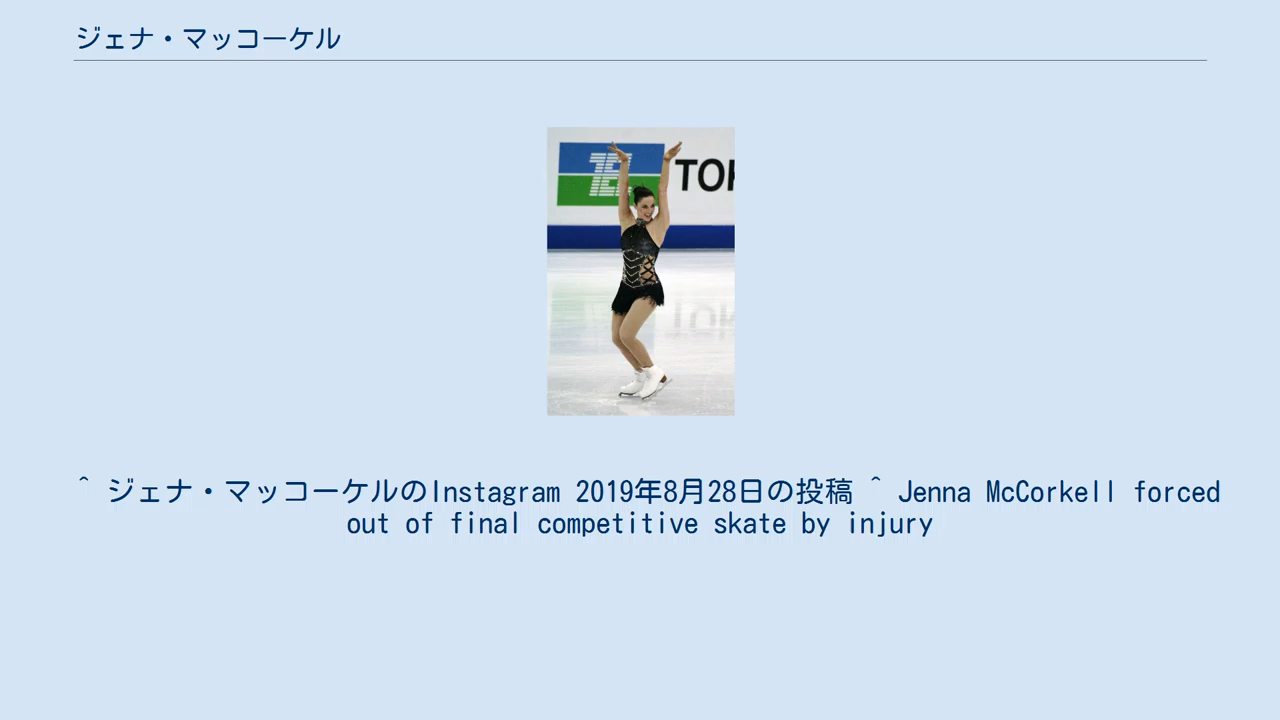 ジェナ・マッコーケル
TOK
^ ジェナ・マッコーケルのInstagram 2019年8月28日の投稿 ^ Jenna McCorkell forced
out of final competitive skate by injury